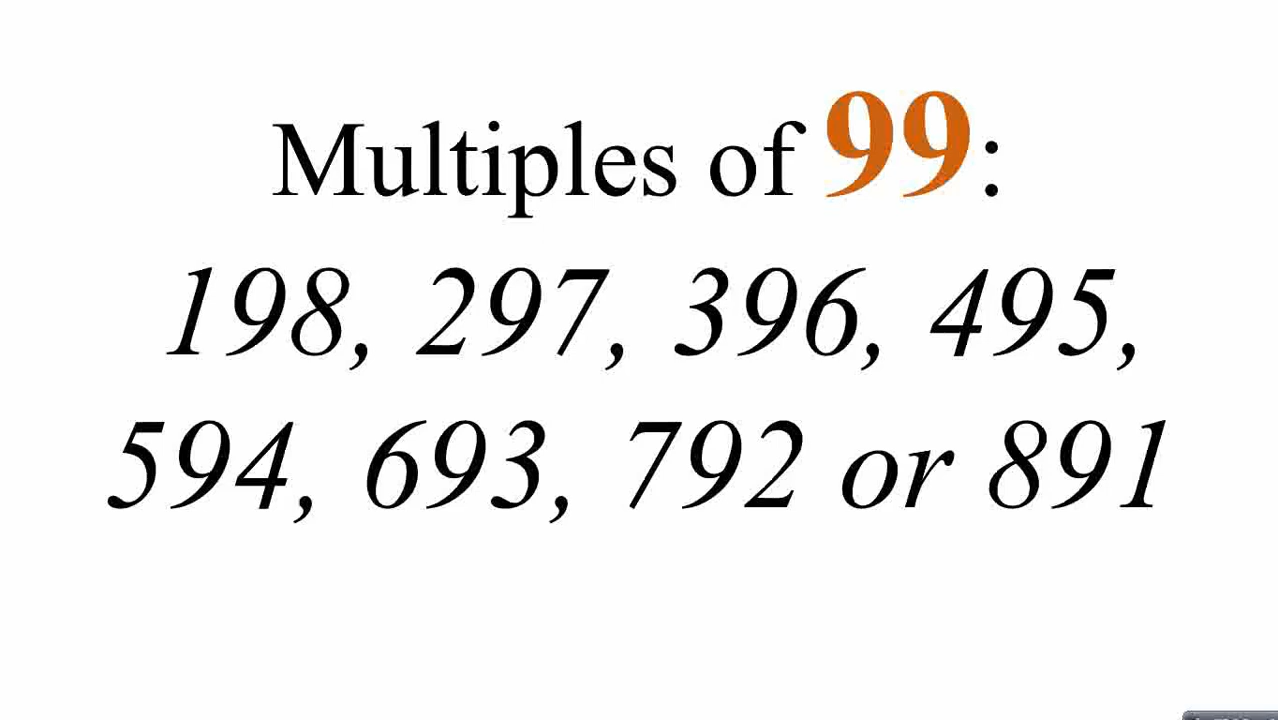 Multiples of 99:
198, 297, 396, 495,
594, 693, 792 or 891